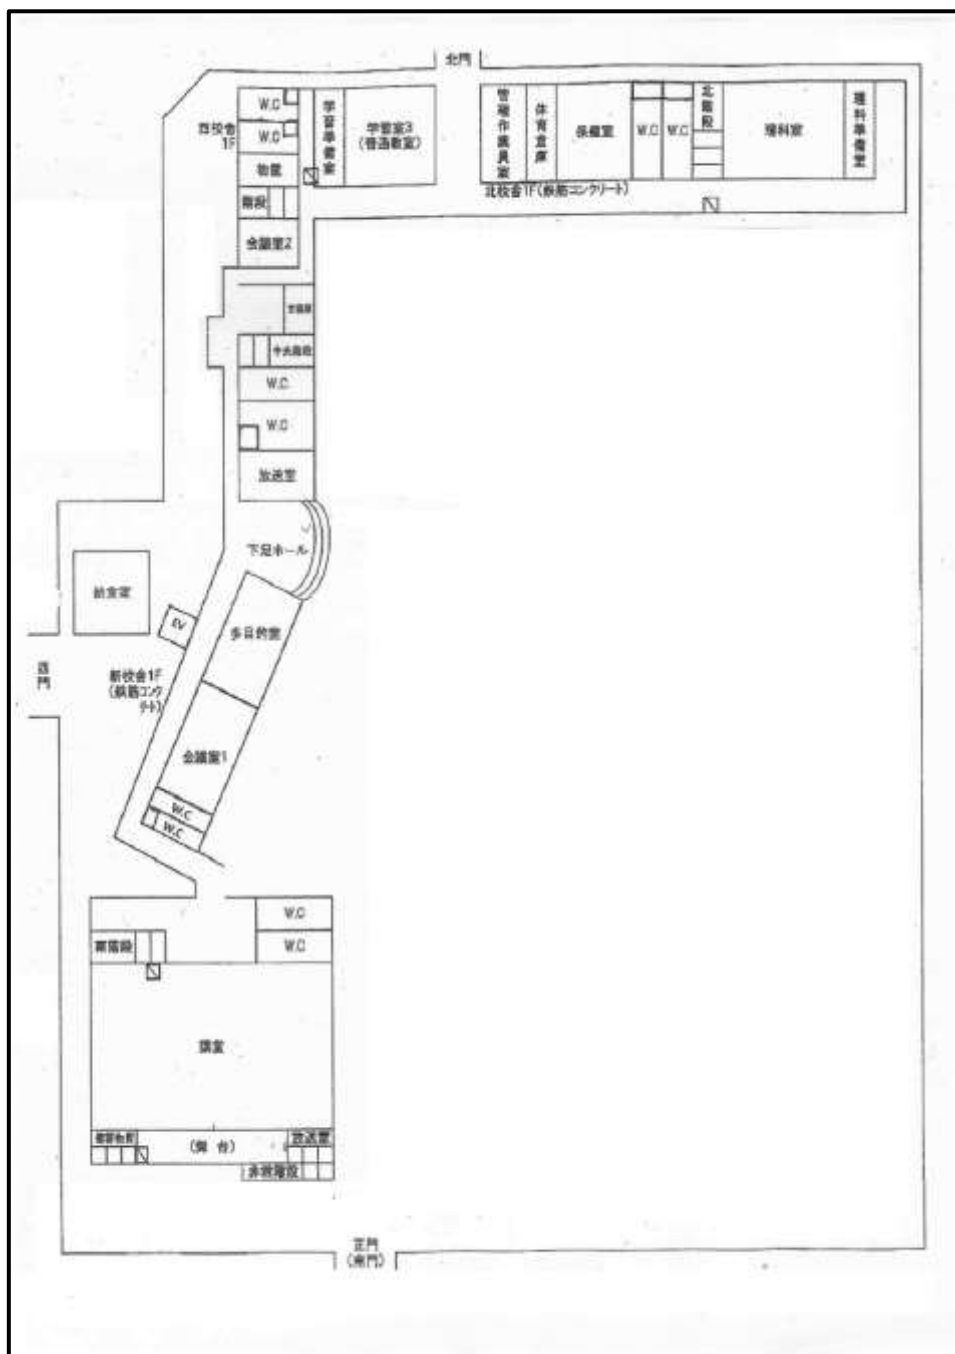 北門
W.C
W.C
物置
階段
会議室2
西校舎
1F
学習準備室
学習室3
(普通教室)
管理作業員室
体育倉庫
保健室
W.C
W.C
北階段
理科室
理科準備室
北校舎1F(鉄筋コンクリート)
中央階段
W.C
W.C
放送室
下足ホール
給食室
EV
多目的室
西門
新校舎1F
(鉄筋コンク
リート)
会議室1
W.C
W.C
W.C
W.C
南階段
講堂
(舞台)
放送室
非常階段
正門
(南門)